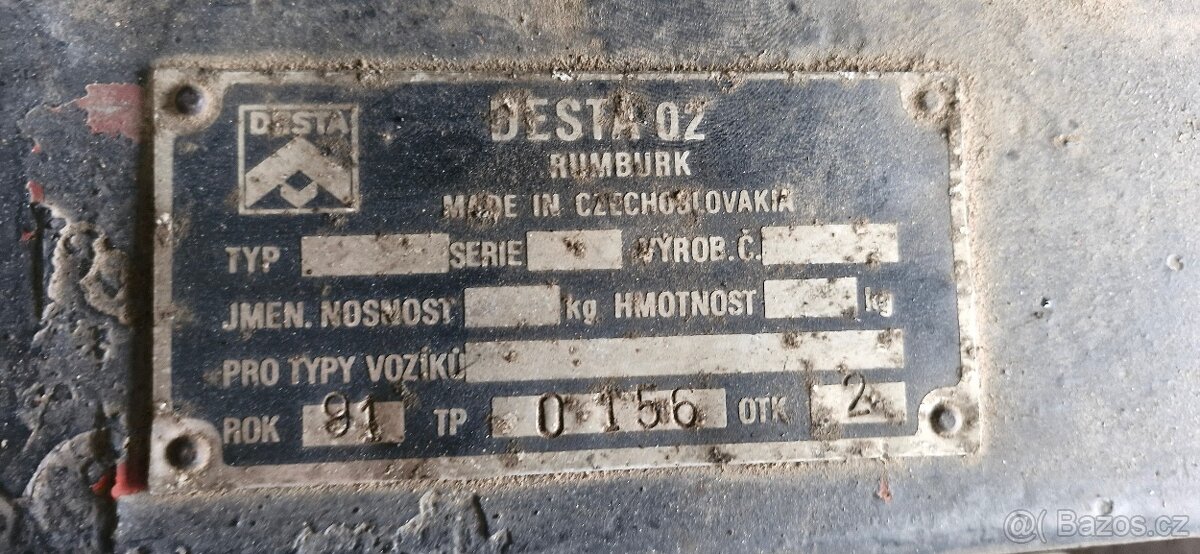 DESTA
DESTA 02
RUMBURK
MADE IN CZECHOSLOVAKIA
TYP SERIE VÝROB. Č.
JMEN. NOSNOST kg HMOTNOST kg
PRO TYPY VOZÍKŮ
ROK 91 TP 0 156 OTK 2
@( Bazos.cz